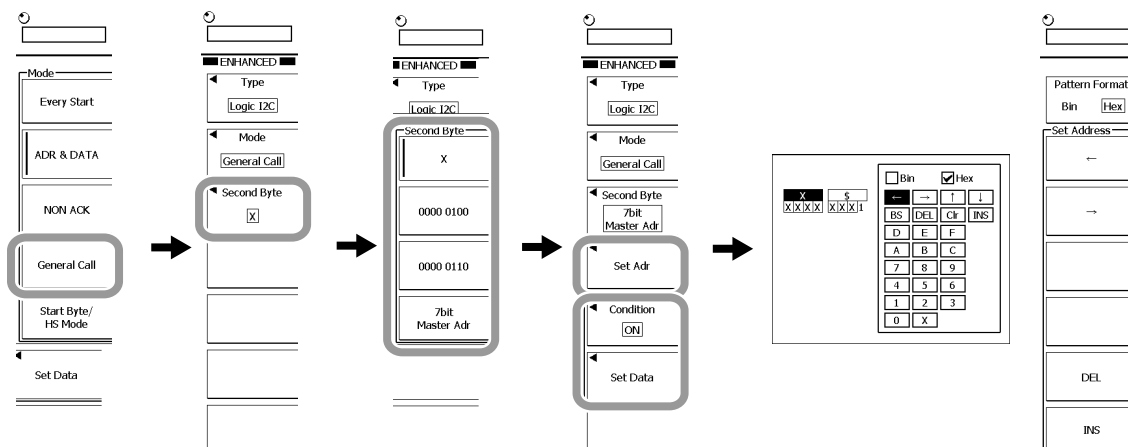 Mode
Every Start
ADR & DATA
NON ACK
General Call
Start Byte/
HS Mode
Set Data
ENHANCED
Type
Logic I2C
Mode
General Call
Second Byte
X
ENHANCED
Type
Logic I2C
Second Byte
X
0000 0100
0000 0110
7bit
Master Adr
ENHANCED
Type
Logic I2C
Mode
General Call
Second Byte
7bit
Master Adr
Set Adr
Condition
ON
Set Data
X $
X X X X X X X 1
Bin Hex
← → ↑ ↓
BS DEL Clr INS
D E F
A B C
7 8 9
4 5 6
1 2 3
0 X
Pattern Format
Bin Hex
Set Address
←
→
DEL
INS